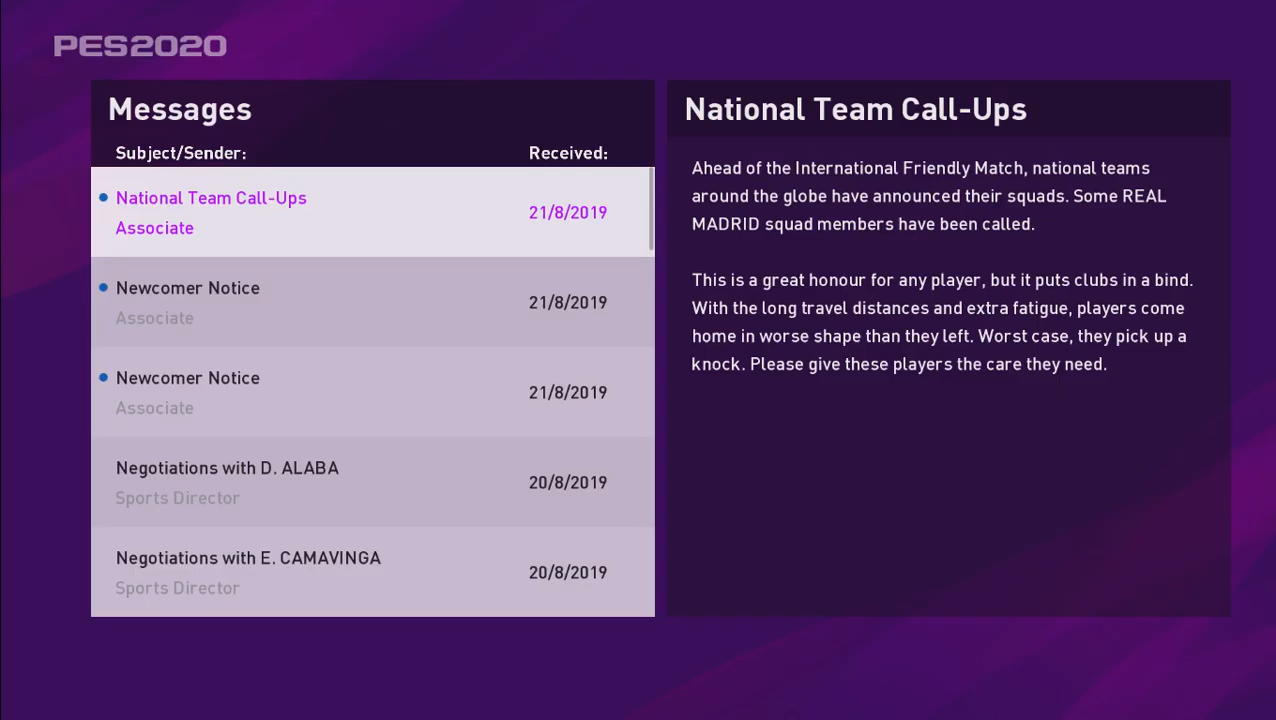 PES2020
Messages
Subject/Sender:
Received:
National Team Call-Ups
Associate
21/8/2019
Newcomer Notice
Associate
21/8/2019
Newcomer Notice
Associate
21/8/2019
Negotiations with D. ALABA
Sports Director
20/8/2019
Negotiations with E. CAMAVINGA
Sports Director
20/8/2019
National Team Call-Ups
Ahead of the International Friendly Match, national teams
around the globe have announced their squads. Some REAL
MADRID squad members have been called.
This is a great honour for any player, but it puts clubs in a bind.
With the long travel distances and extra fatigue, players come
home in worse shape than they left. Worst case, they pick up a
knock. Please give these players the care they need.